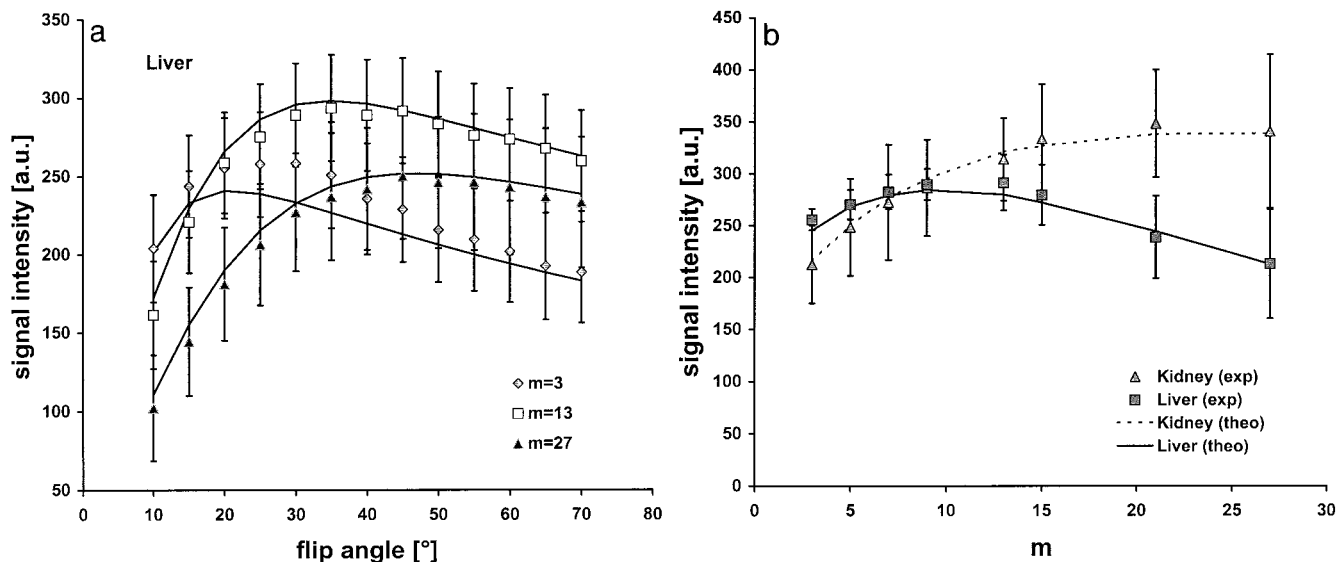 a
Liver
signal intensity [a.u.]
350
300
250
200
150
100
50
0
10
20
30
40
50
60
70
80
flip angle [°]
m=3
m=13
m=27
b
signal intensity [a.u.]
450
400
350
300
250
200
150
100
50
0
0
5
10
15
20
25
30
m
Kidney (exp)
Liver (exp)
Kidney (theo)
Liver (theo)